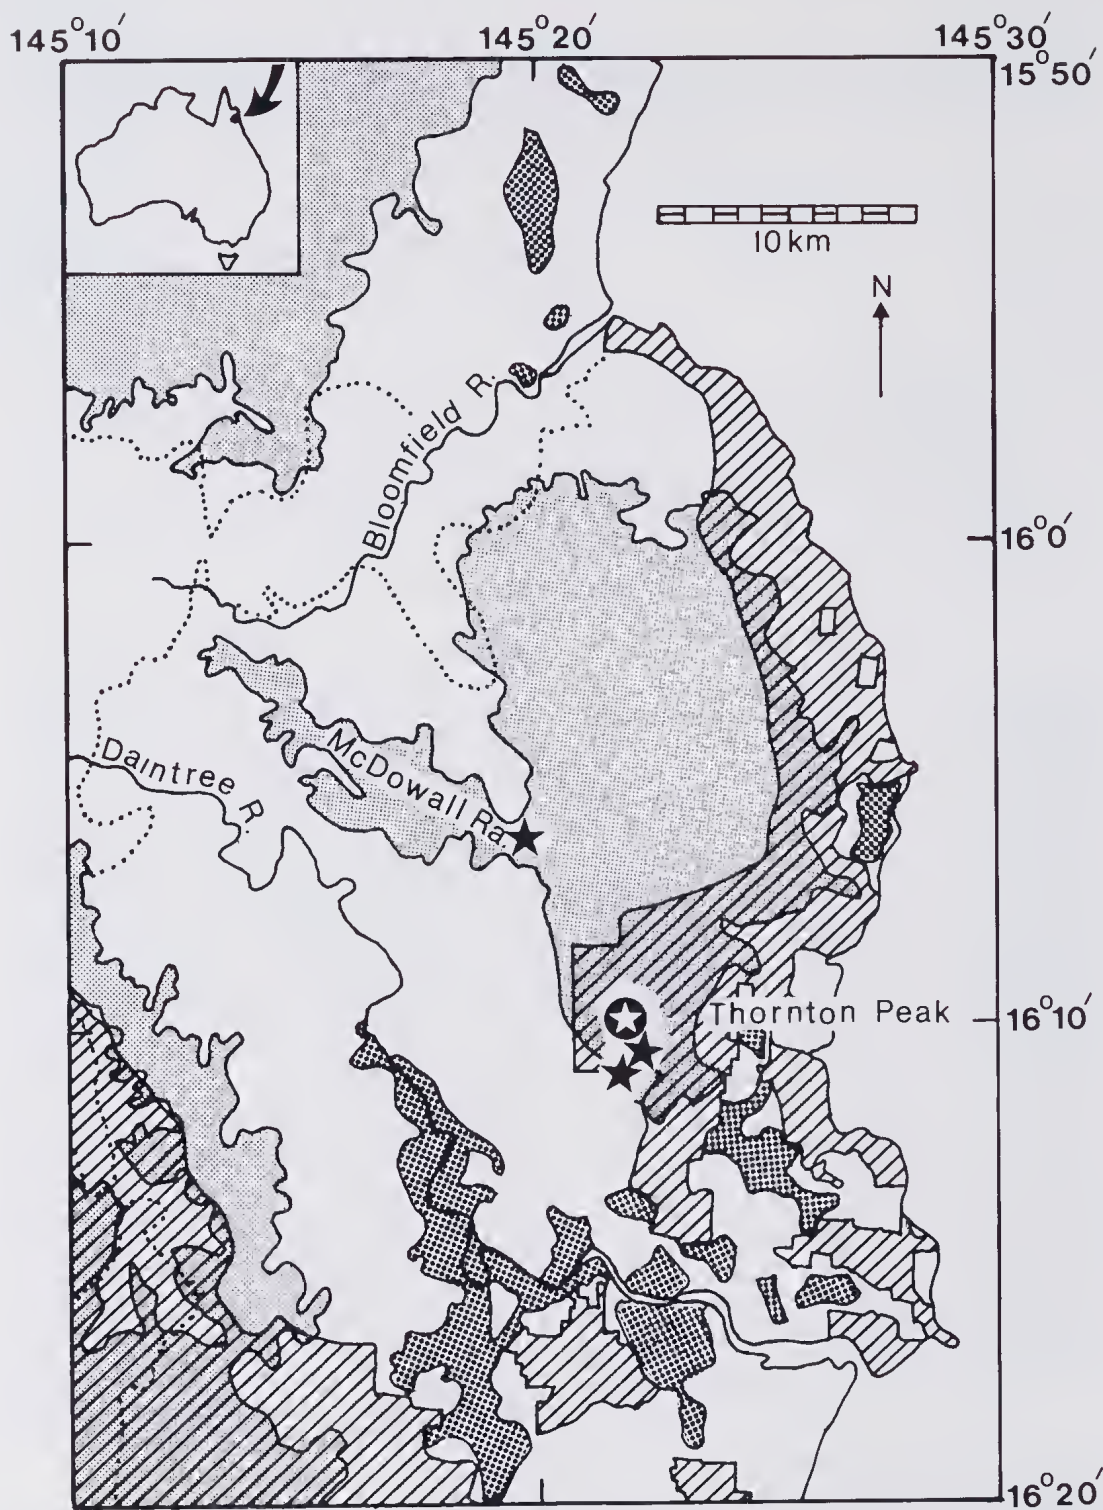 145°10′
145°20′
145°30′
15°50′
10 km
N
Bloomfield R.
16°0′
McDowall Ra.
Daintree R.
Thornton Peak
16°10′
16°20′